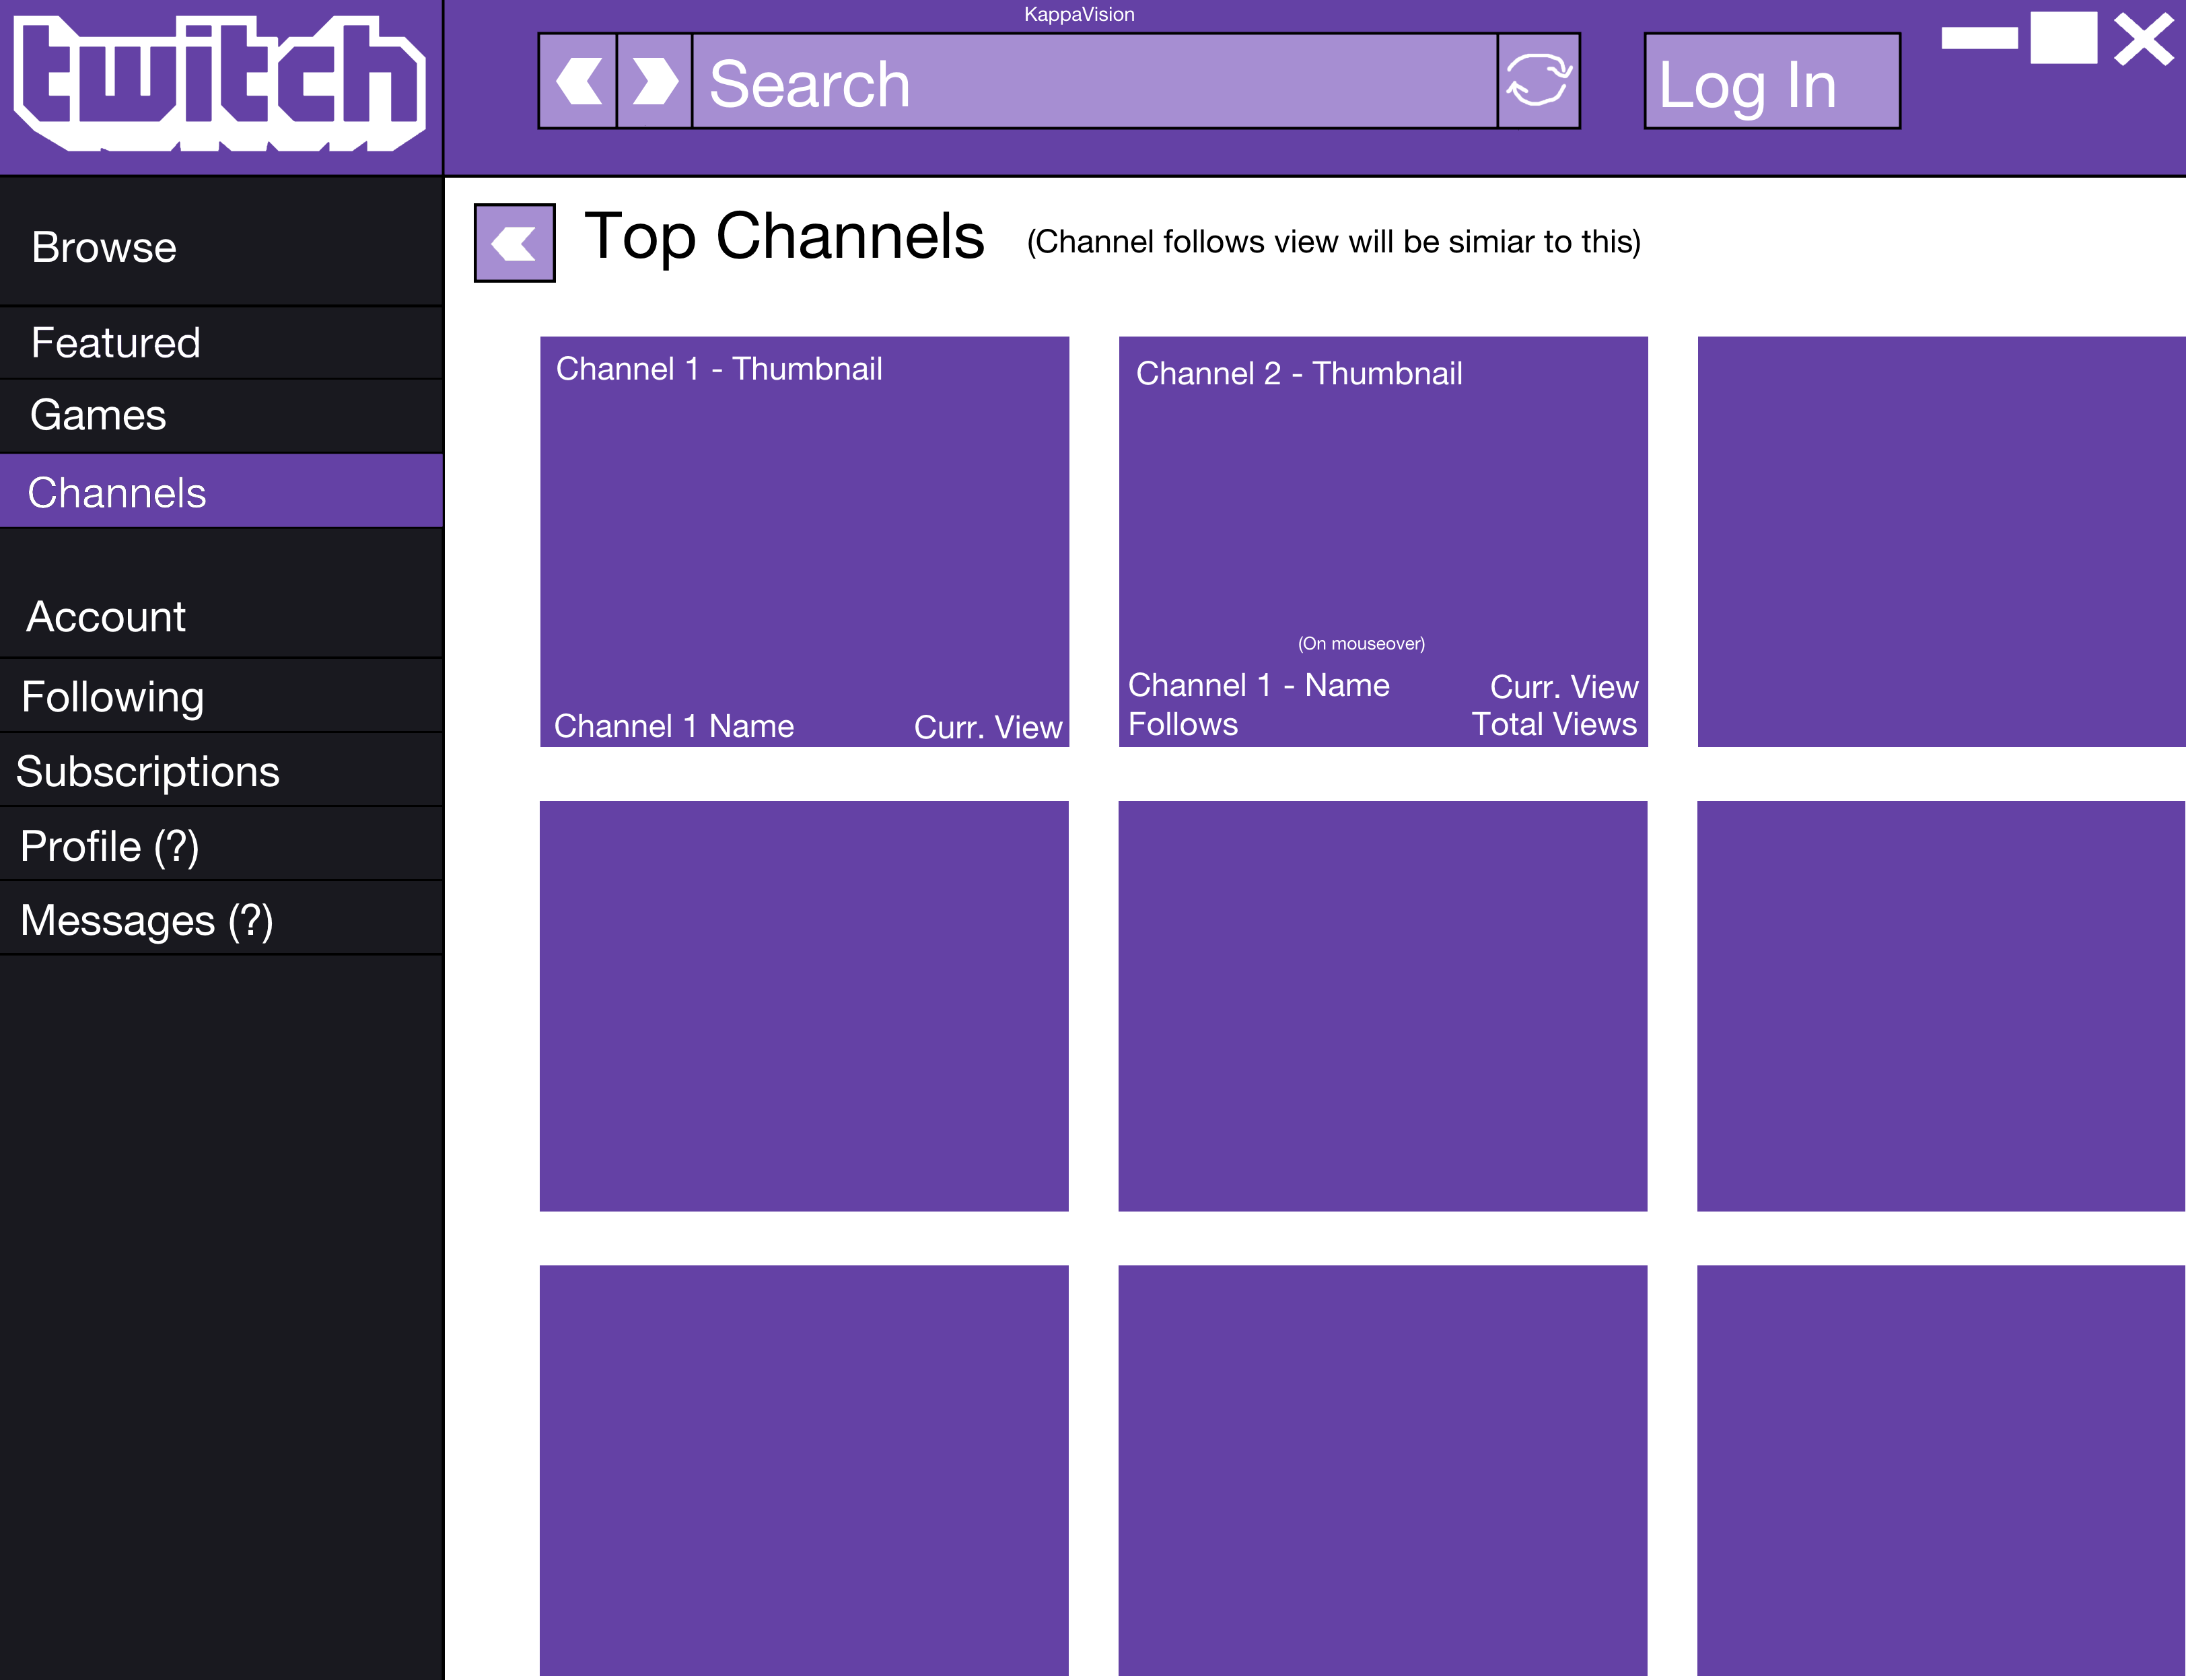 KappaVision
twitch
Search
Log In
Browse
Featured
Games
Channels
Account
Following
Subscriptions
Profile (?)
Messages (?)
Top Channels (Channel follows view will be simiar to this)
Channel 1 - Thumbnail
Channel 1 Name Curr. View
Channel 2 - Thumbnail
(On mouseover)
Channel 1 - Name Curr. View
Follows Total Views